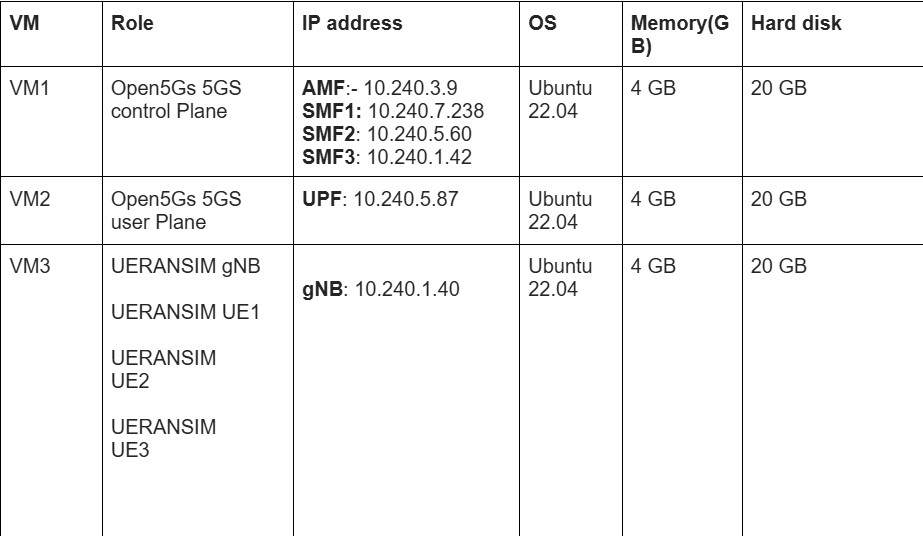 VM
Role
IP address
OS
Memory(G
B)
Hard disk
VM1
Open5Gs 5GS
control Plane
AMF:- 10.240.3.9
SMF1: 10.240.7.238
SMF2: 10.240.5.60
SMF3: 10.240.1.42
Ubuntu
22.04
4 GB
20 GB
VM2
Open5Gs 5GS
user Plane
UPF: 10.240.5.87
Ubuntu
22.04
4 GB
20 GB
VM3
UERANSIM gNB
UERANSIM UE1
UERANSIM
UE2
UERANSIM
UE3
gNB: 10.240.1.40
Ubuntu
22.04
4 GB
20 GB